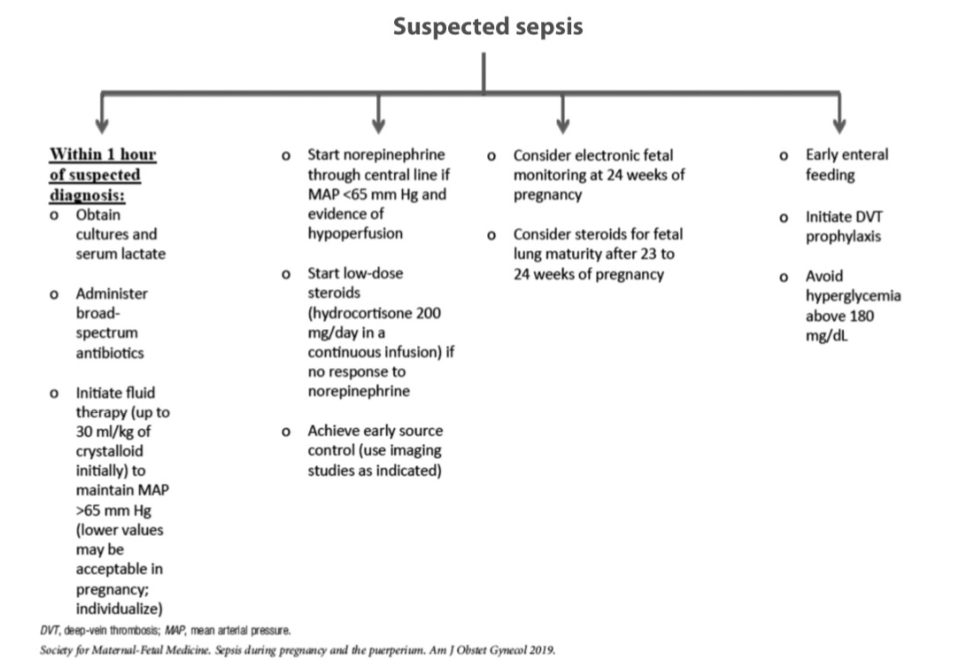 Suspected sepsis
Within 1 hour
of suspected
diagnosis:
o Obtain
cultures and
serum lactate
o Administer
broad-
spectrum
antibiotics
o Initiate fluid
therapy (up to
30 ml/kg of
crystalloid
initially) to
maintain MAP
>65 mm Hg
(lower values
may be
acceptable in
pregnancy;
individualize)
o Start norepinephrine
through central line if
MAP <65 mm Hg and
evidence of
hypoperfusion
o Start low-dose
steroids
(hydrocortisone 200
mg/day in a
continuous infusion) if
no response to
norepinephrine
o Achieve early source
control (use imaging
studies as indicated)
o Consider electronic fetal
monitoring at 24 weeks of
pregnancy
o Consider steroids for fetal
lung maturity after 23 to
24 weeks of pregnancy
o Early enteral
feeding
o Initiate DVT
prophylaxis
o Avoid
hyperglycemia
above 180
mg/dL
DVT, deep-vein thrombosis; MAP, mean arterial pressure.
Society for Maternal-Fetal Medicine. Sepsis during pregnancy and the puerperium. Am J Obstet Gynecol 2019.